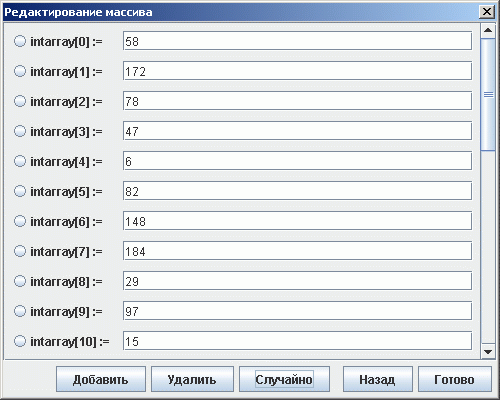 Редактирование массива
intarray[0] := 58
intarray[1] := 172
intarray[2] := 78
intarray[3] := 47
intarray[4] := 6
intarray[5] := 82
intarray[6] := 148
intarray[7] := 184
intarray[8] := 29
intarray[9] := 97
intarray[10] := 15
Добавить Удалить Случайно Назад Готово